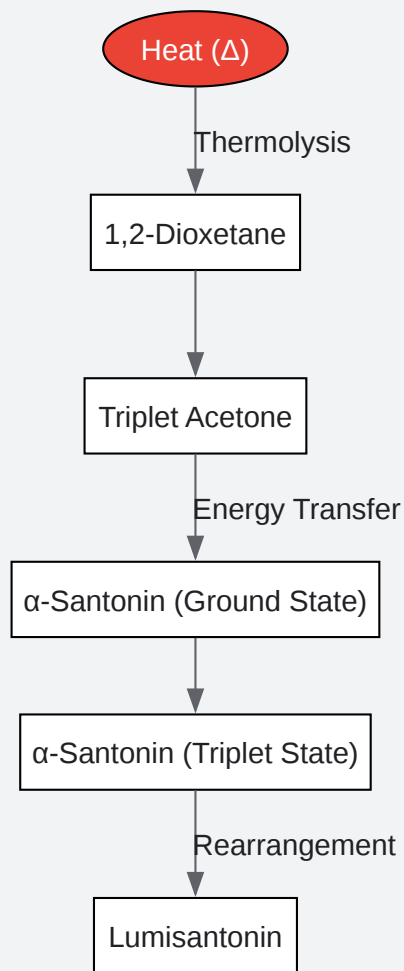 Heat (Δ)
Thermolysis
1,2-Dioxetane
Triplet Acetone
Energy Transfer
α-Santonin (Ground State)
α-Santonin (Triplet State)
Rearrangement
Lumisantonin